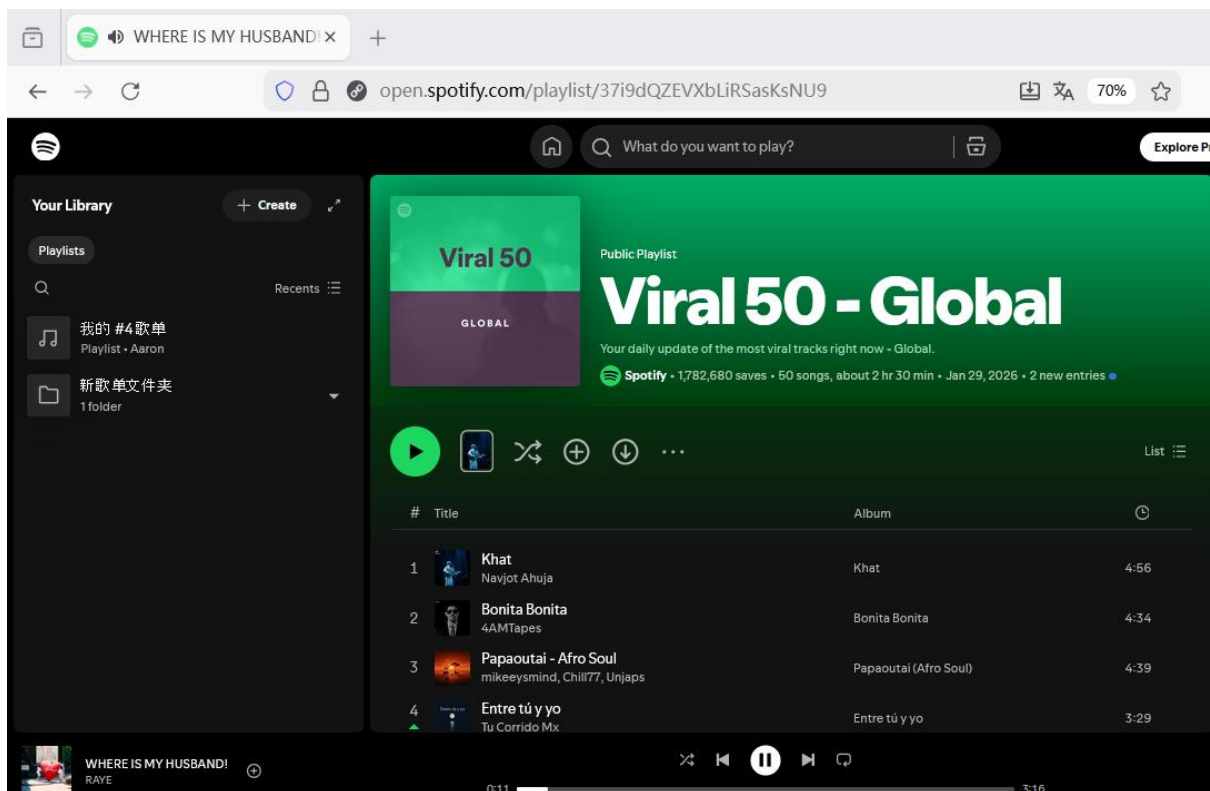 WHERE IS MY HUSBAND!
open.spotify.com/playlist/37i9dQZEVXbLiRSasKsNU9
70%
What do you want to play?
Explore Pr
Your Library
Create
Playlists
Recents
我的 #4歌单
Playlist • Aaron
新歌单文件夹
1 folder
Viral 50
GLOBAL
Public Playlist
Viral 50 - Global
Your daily update of the most viral tracks right now - Global.
Spotify • 1,782,680 saves • 50 songs, about 2 hr 30 min • Jan 29, 2026 • 2 new entries
List
# Title Album
1 Khat Khat 4:56
Navjot Ahuja
2 Bonita Bonita Bonita Bonita 4:34
4AMTapes
3 Papaoutai - Afro Soul Papaoutai (Afro Soul) 4:39
mikeeysmind, Chill77, Unjaps
4 Entre tú y yo Entre tú y yo 3:29
Tu Corrido Mx
WHERE IS MY HUSBAND!
RAYE
0:11 3:16